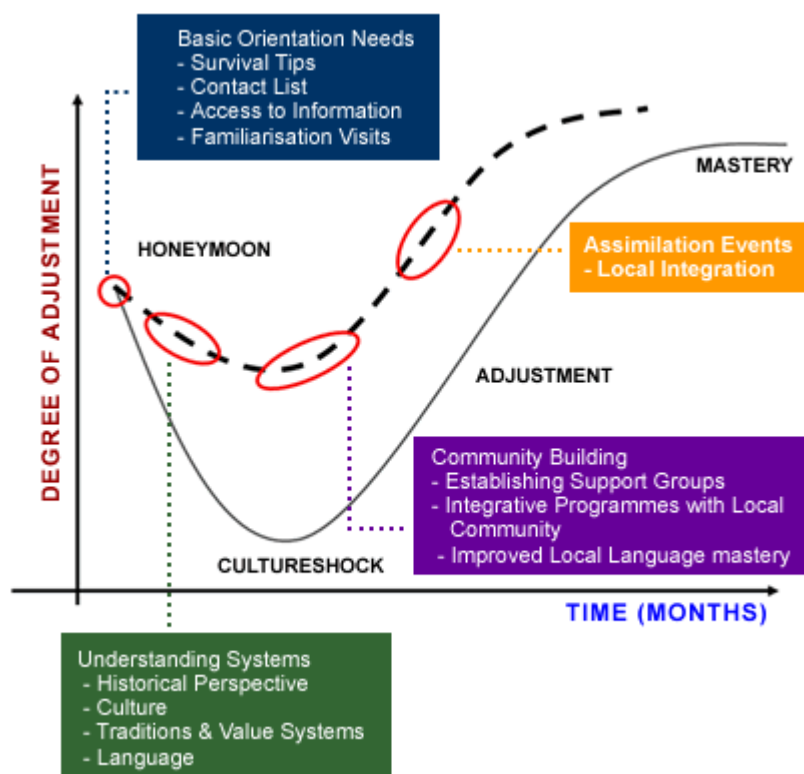 Basic Orientation Needs
- Survival Tips
- Contact List
- Access to Information
- Familiarisation Visits
DEGREE OF ADJUSTMENT
HONEYMOON
MASTERY
Assimilation Events
- Local Integration
ADJUSTMENT
Community Building
- Establishing Support Groups
- Integrative Programmes with Local
Community
- Improved Local Language mastery
CULTURESHOCK
TIME (MONTHS)
Understanding Systems
- Historical Perspective
- Culture
- Traditions & Value Systems
- Language